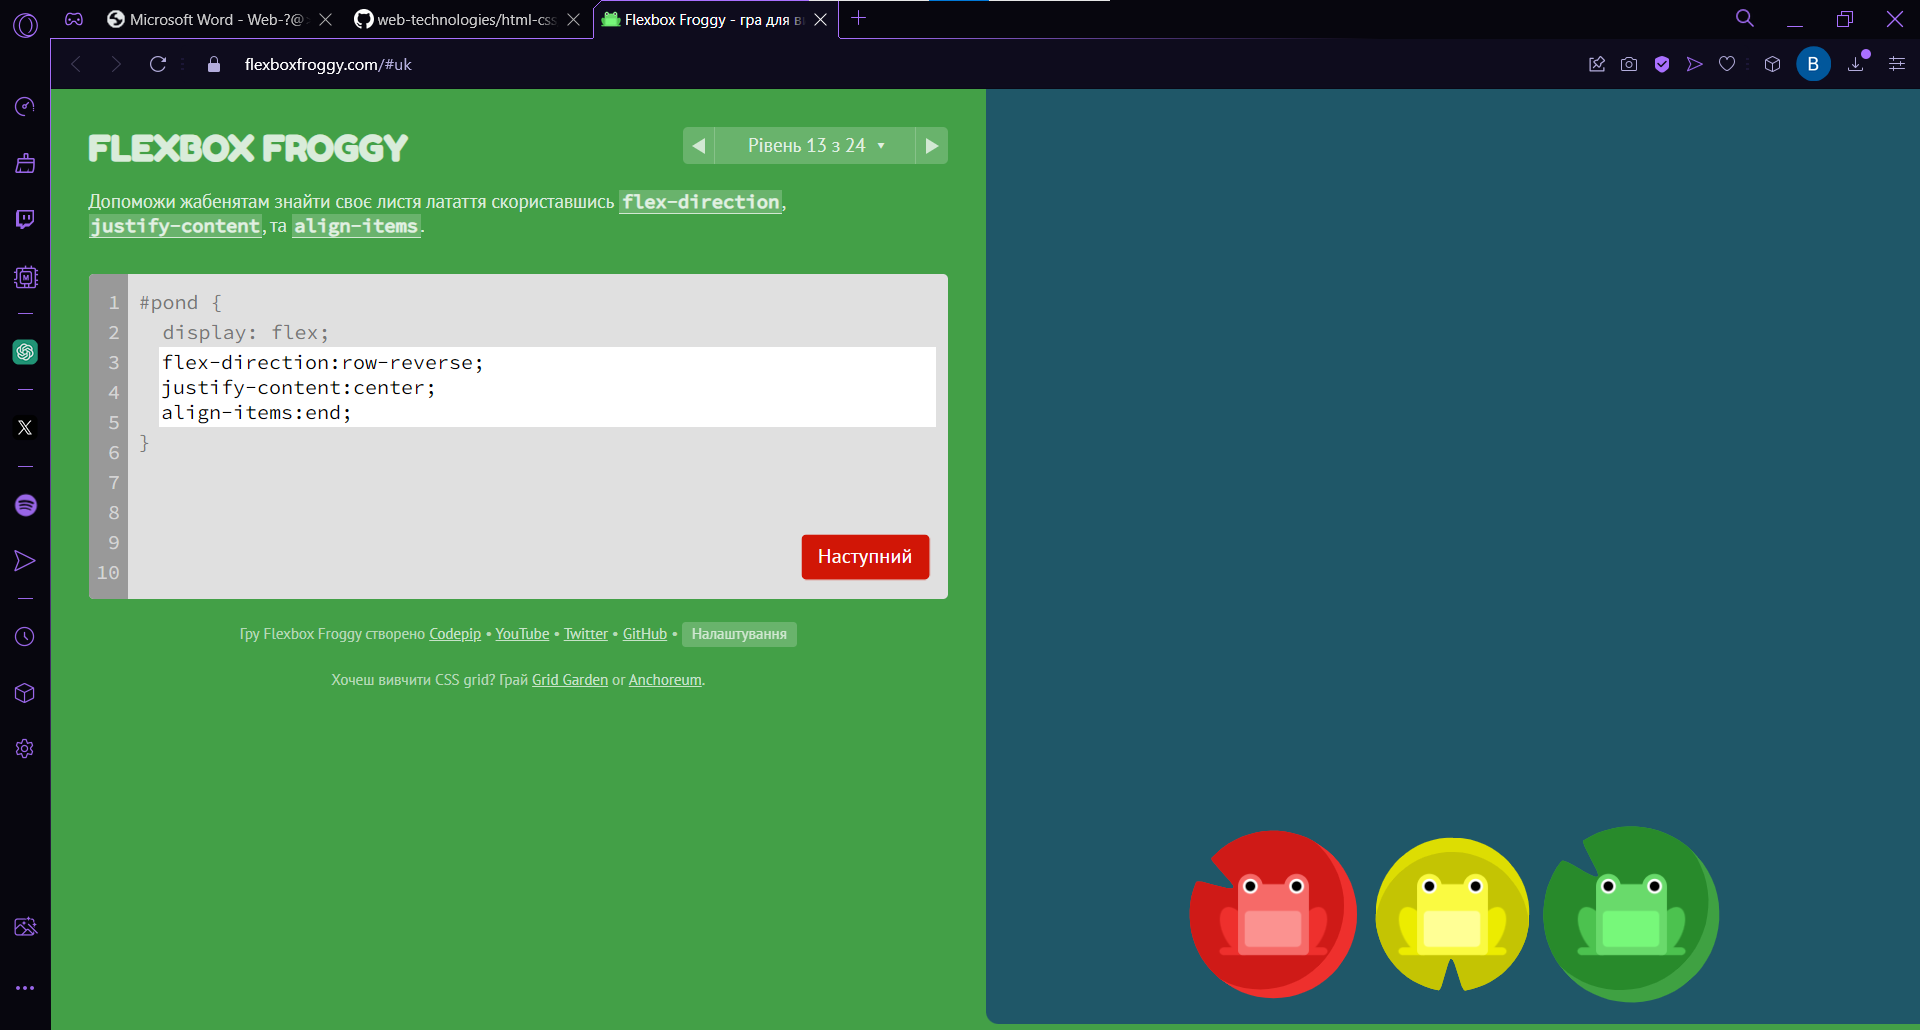 Microsoft Word - Web-?@
web-technologies/html-css
Flexbox Froggy - гра для в
flexboxfroggy.com/#uk
B
FLEXBOX FROGGY
Рівень 13 з 24
Допоможи жабенятам знайти своє листя латаття скориставшись flex-direction,
justify-content, та align-items.
1 #pond {
2 display: flex;
3 flex-direction:row-reverse;
4 justify-content:center;
5 align-items:end;
6 }
7
8
9
10
Наступний
Гру Flexbox Froggy створено Codepip • YouTube • Twitter • GitHub • Налаштування
Хочеш вивчити CSS grid? Грай Grid Garden or Anchoreum.